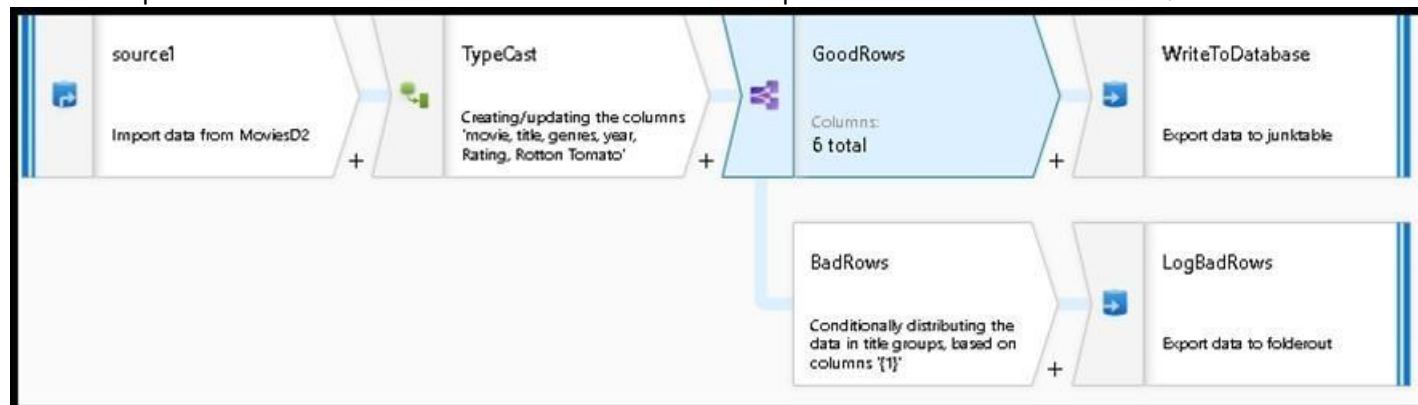 source1
Import data from MoviesD2
+
TypeCast
Creating/updating the columns
'movie, title, genres, year,
Rating, Rotton Tomato'
+
GoodRows
Columns:
6 total
+
WriteToDatabase
Export data to junktable
BadRows
Conditionally distributing the
data in title groups, based on
columns '{1}'
+
LogBadRows
Export data to folderout